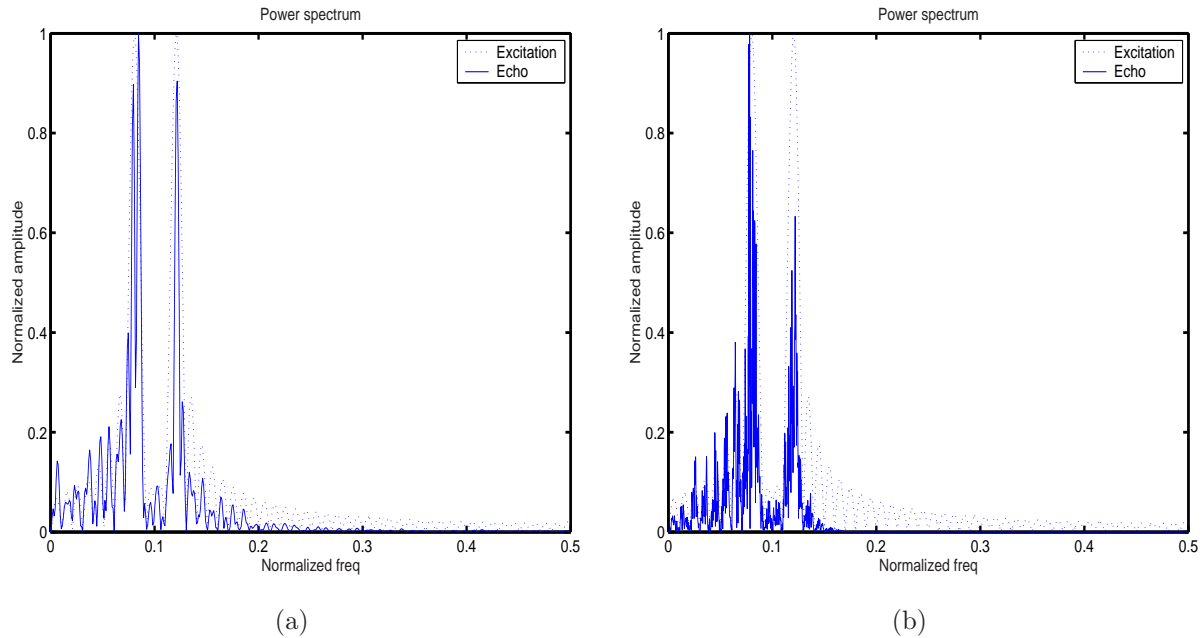 Power spectrum
1
0.8
0.6
0.4
0.2
0
Normalized amplitude
Excitation
Echo
0
0.1
0.2
0.3
0.4
0.5
Normalized freq
(a)
Power spectrum
1
0.8
0.6
0.4
0.2
0
Normalized amplitude
Excitation
Echo
0
0.1
0.2
0.3
0.4
0.5
Normalized freq
(b)